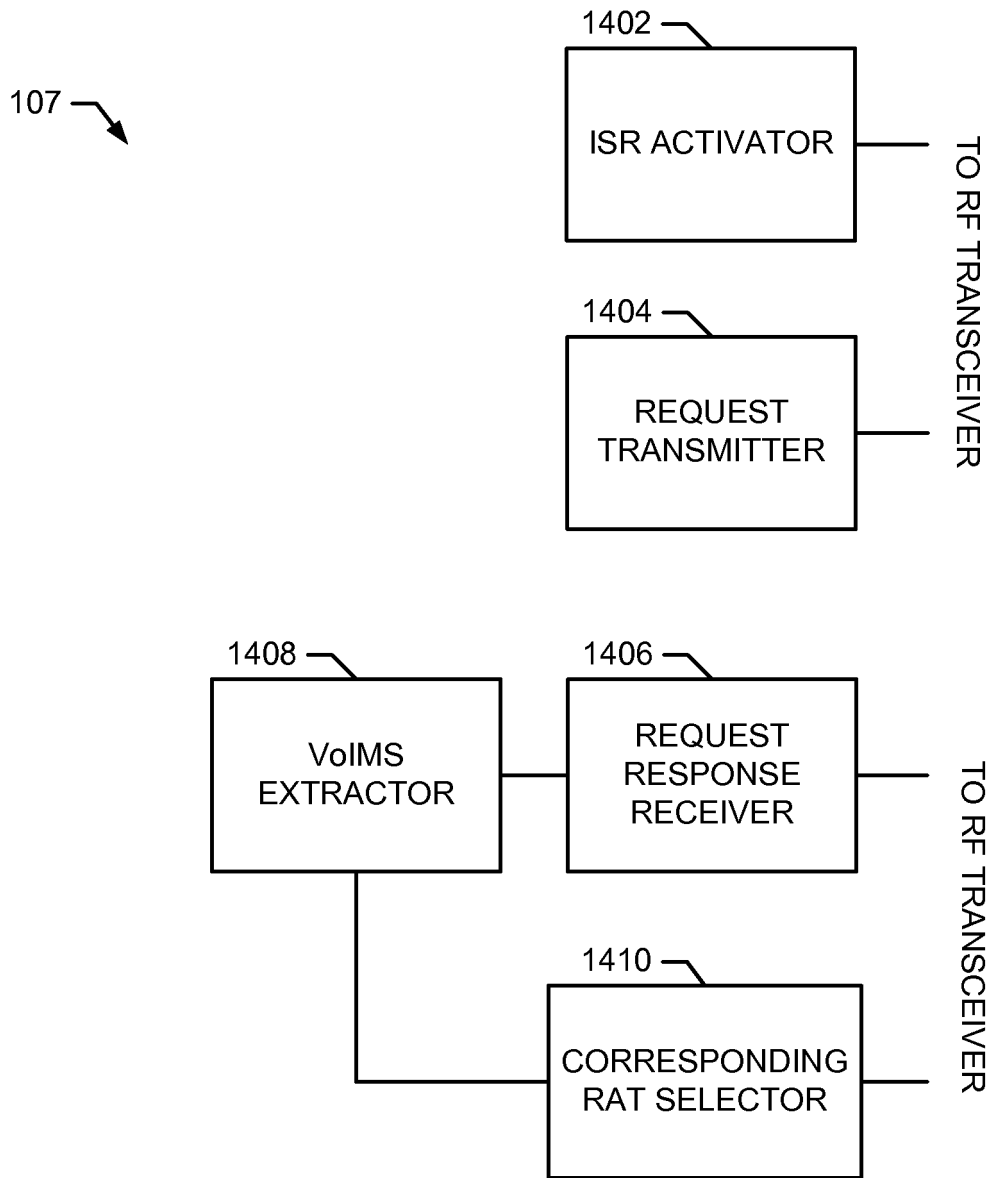 1402
107
ISR ACTIVATOR
TO RF TRANSCEIVER
1404
REQUEST
TRANSMITTER
1408
1406
VoIMS
EXTRACTOR
REQUEST
RESPONSE
RECEIVER
TO RF TRANSCEIVER
1410
CORRESPONDING
RAT SELECTOR